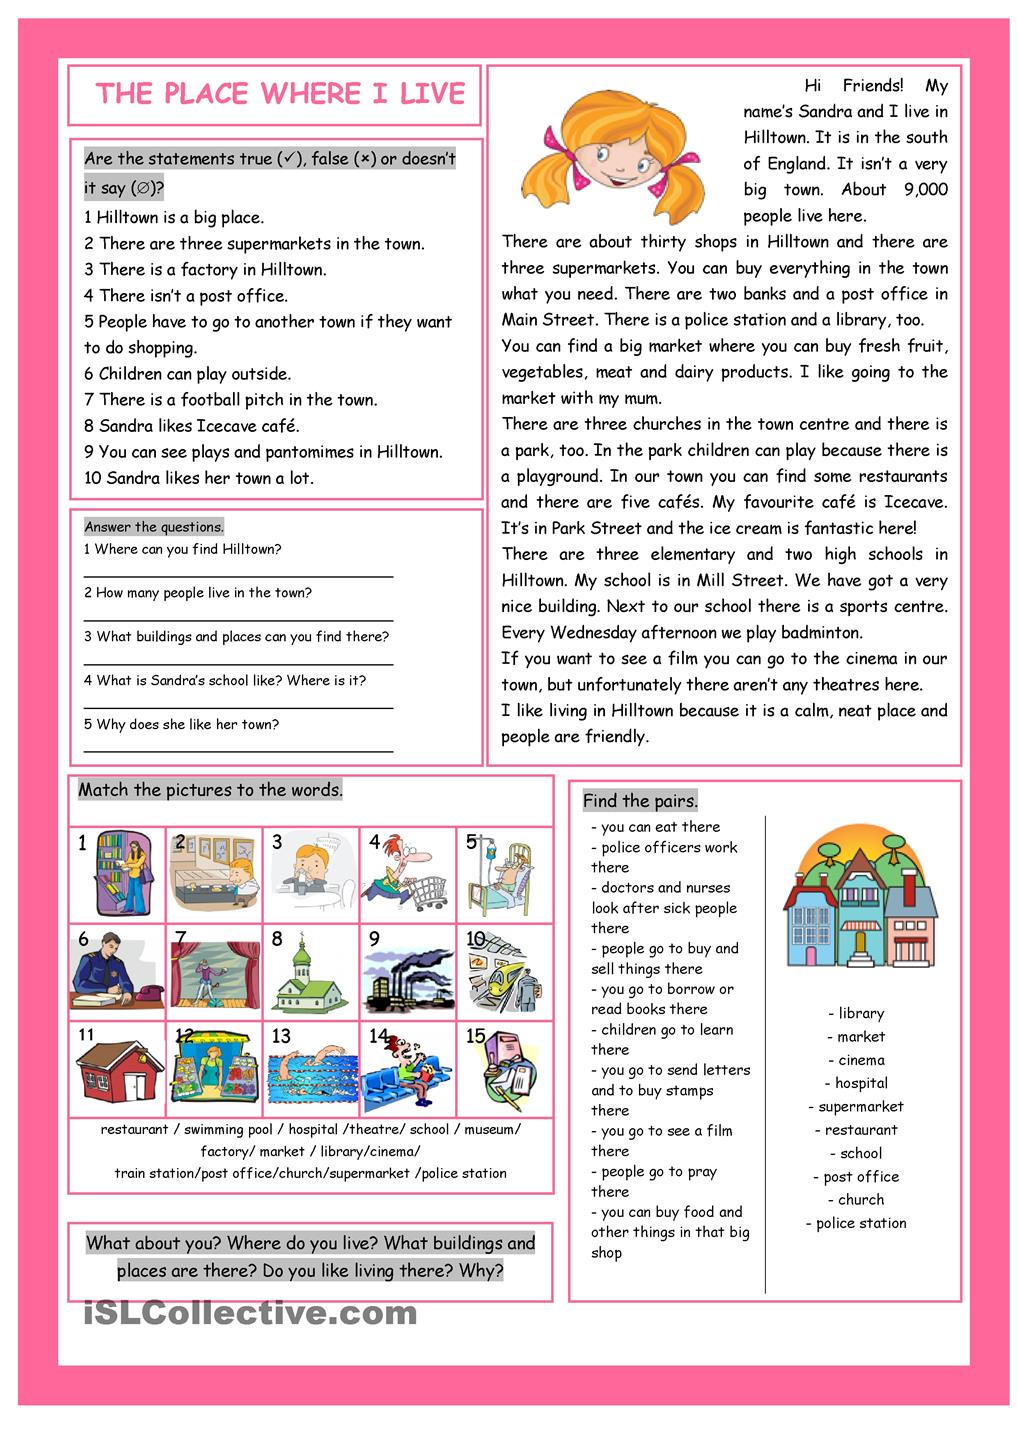 THE PLACE WHERE I LIVE
Are the statements true (✓), false (×) or doesn't
it say (∅)?
1 Hilltown is a big place.
2 There are three supermarkets in the town.
3 There is a factory in Hilltown.
4 There isn't a post office.
5 People have to go to another town if they want
to do shopping.
6 Children can play outside.
7 There is a football pitch in the town.
8 Sandra likes Icecave café.
9 You can see plays and pantomimes in Hilltown.
10 Sandra likes her town a lot.
Answer the questions.
1 Where can you find Hilltown?
2 How many people live in the town?
3 What buildings and places can you find there?
4 What is Sandra's school like? Where is it?
5 Why does she like her town?
Hi Friends! My
name's Sandra and I live in
Hilltown. It is in the south
of England. It isn't a very
big town. About 9,000
people live here.
There are about thirty shops in Hilltown and there are
three supermarkets. You can buy everything in the town
what you need. There are two banks and a post office in
Main Street. There is a police station and a library, too.
You can find a big market where you can buy fresh fruit,
vegetables, meat and dairy products. I like going to the
market with my mum.
There are three churches in the town centre and there is
a park, too. In the park children can play because there is
a playground. In our town you can find some restaurants
and there are five cafés. My favourite café is Icecave.
It's in Park Street and the ice cream is fantastic here!
There are three elementary and two high schools in
Hilltown. My school is in Mill Street. We have got a very
nice building. Next to our school there is a sports centre.
Every Wednesday afternoon we play badminton.
If you want to see a film you can go to the cinema in our
town, but unfortunately there aren't any theatres here.
I like living in Hilltown because it is a calm, neat place and
people are friendly.
Match the pictures to the words.
1 2 3 4 5
6 7 8 9 10
11 12 13 14 15
restaurant / swimming pool / hospital /theatre/ school / museum/
factory/ market / library/cinema/
train station/post office/church/supermarket /police station
What about you? Where do you live? What buildings and
places are there? Do you like living there? Why?
Find the pairs.
- you can eat there
- police officers work
there
- doctors and nurses
look after sick people
there
- people go to buy and
sell things there
- you go to borrow or
read books there
- children go to learn
there
- you go to send letters
and to buy stamps
there
- you go to see a film
there
- people go to pray
there
- you can buy food and
other things in that big
shop
- library
- market
- cinema
- hospital
- supermarket
- restaurant
- school
- post office
- church
- police station
iSLCollective.com